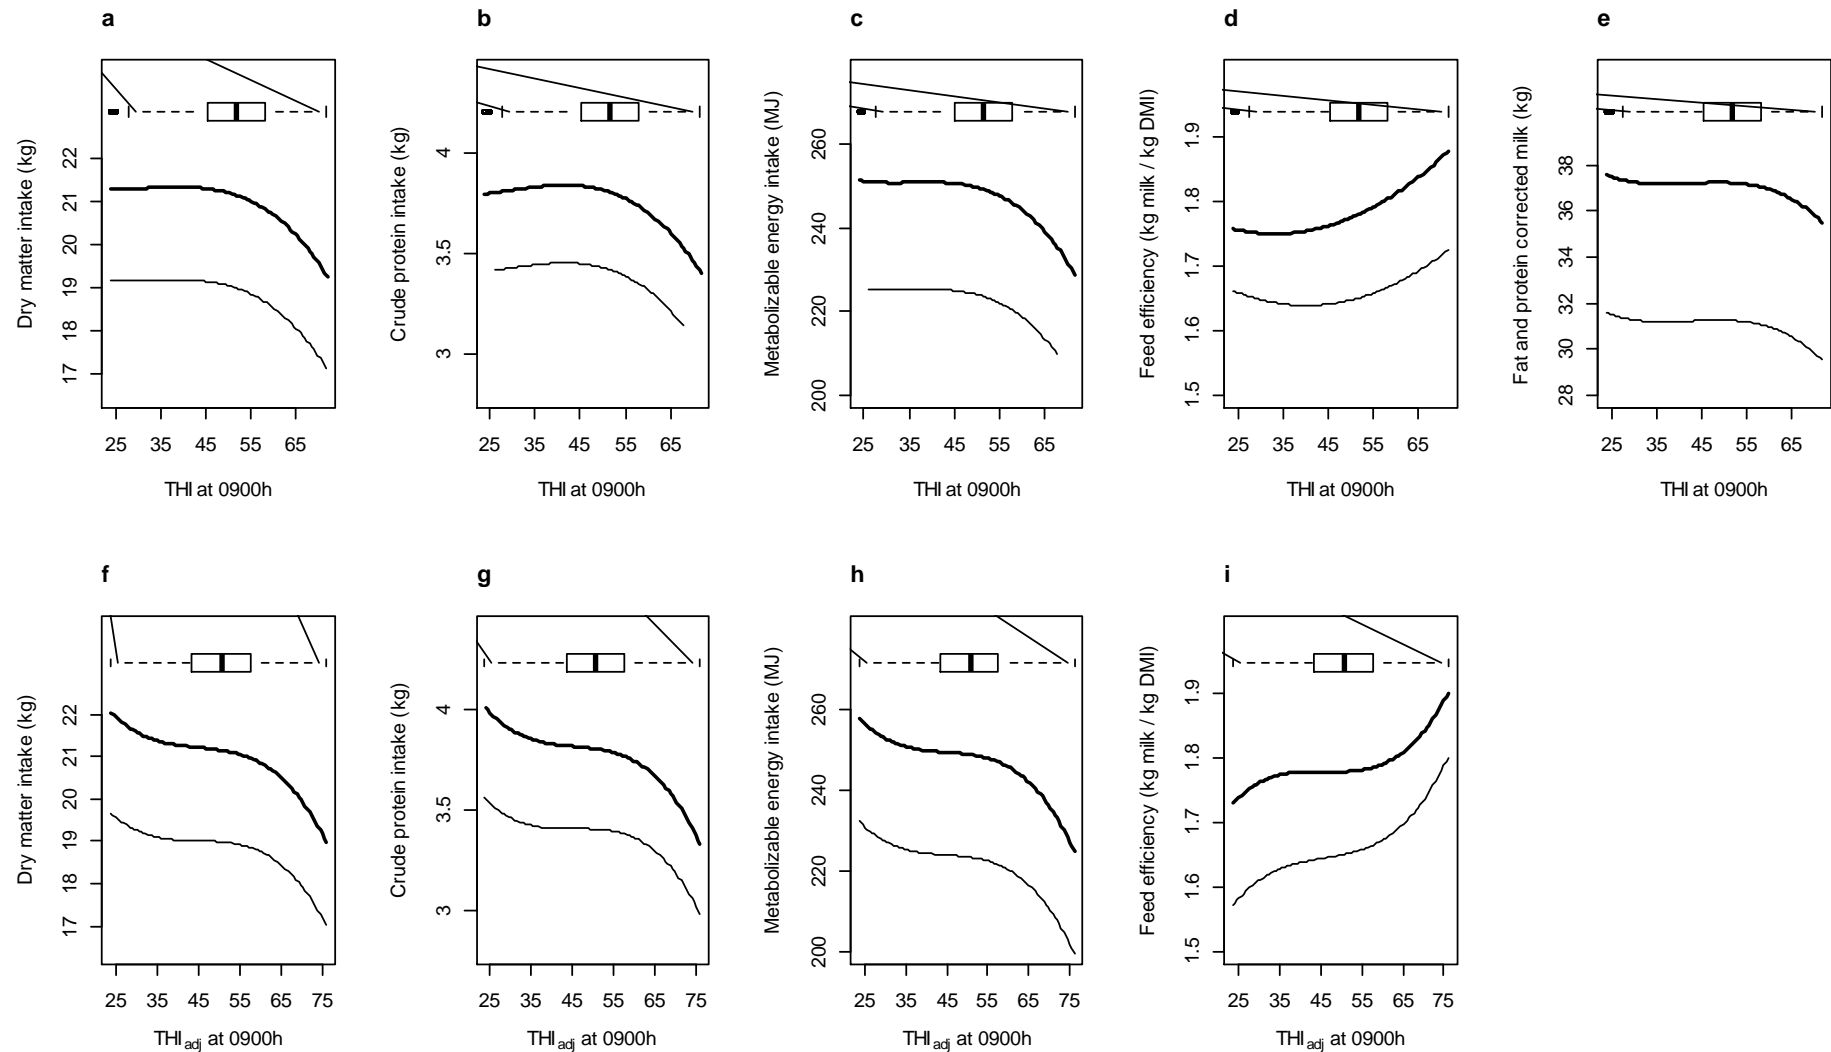 a b c d e
Dry matter intake (kg)
17 18 19 20 21 22
25 35 45 55 65
THI at 0900h
Crude protein intake (kg)
3 3.5 4
25 35 45 55 65
THI at 0900h
Metabolizable energy intake (MJ)
200 220 240 260
25 35 45 55 65
THI at 0900h
Feed efficiency (kg milk / kg DMI)
1.5 1.6 1.7 1.8 1.9
25 35 45 55 65
THI at 0900h
Fat and protein corrected milk (kg)
28 30 32 34 36 38
25 35 45 55 65
THI at 0900h
f g h i
Dry matter intake (kg)
17 18 19 20 21 22
25 35 45 55 65 75
THIadj at 0900h
Crude protein intake (kg)
3 3.5 4
25 35 45 55 65 75
THIadj at 0900h
Metabolizable energy intake (MJ)
200 220 240 260
25 35 45 55 65 75
THIadj at 0900h
Feed efficiency (kg milk / kg DMI)
1.5 1.6 1.7 1.8 1.9
25 35 45 55 65 75
THIadj at 0900h